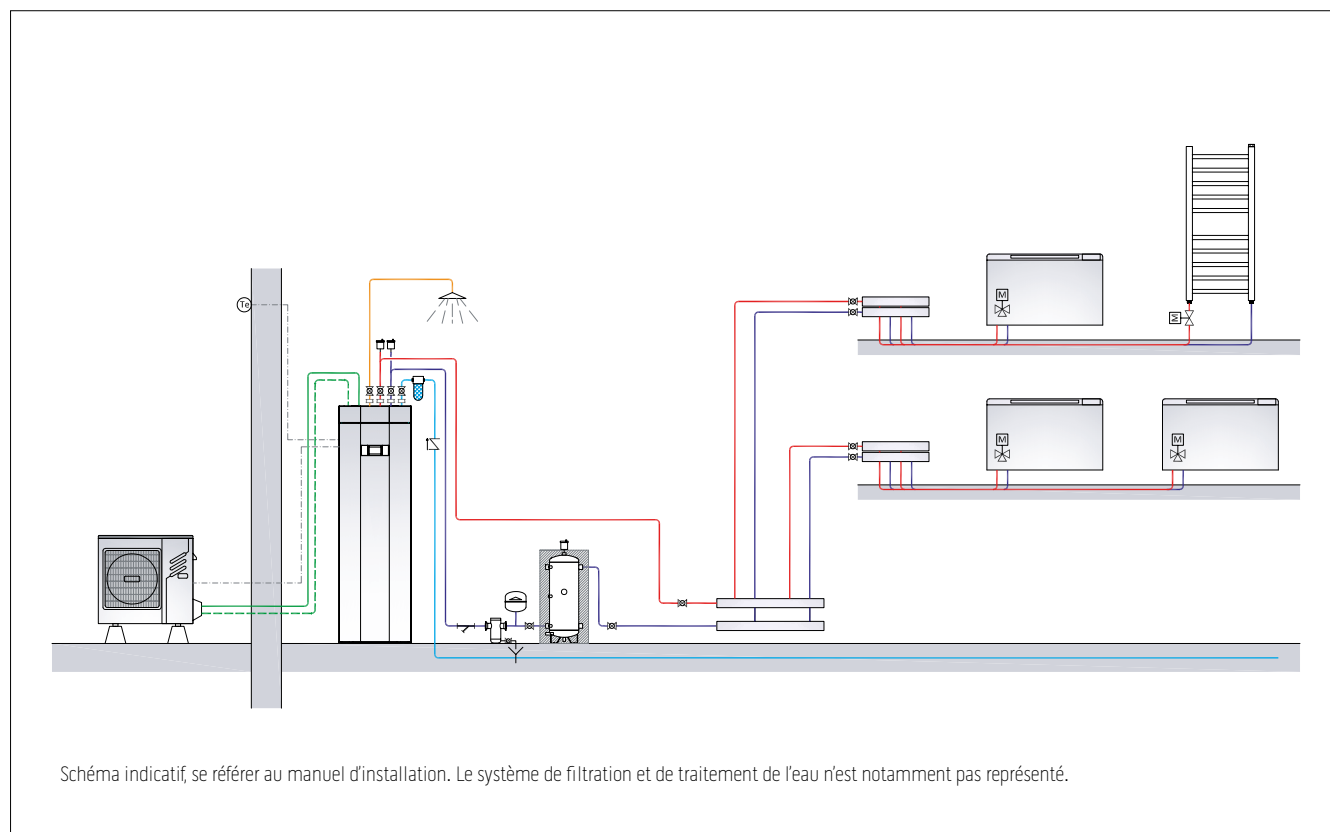 M
M
Te
M
M
Schéma indicatif, se référer au manuel d'installation. Le système de filtration et de traitement de l'eau n'est notamment pas représenté.